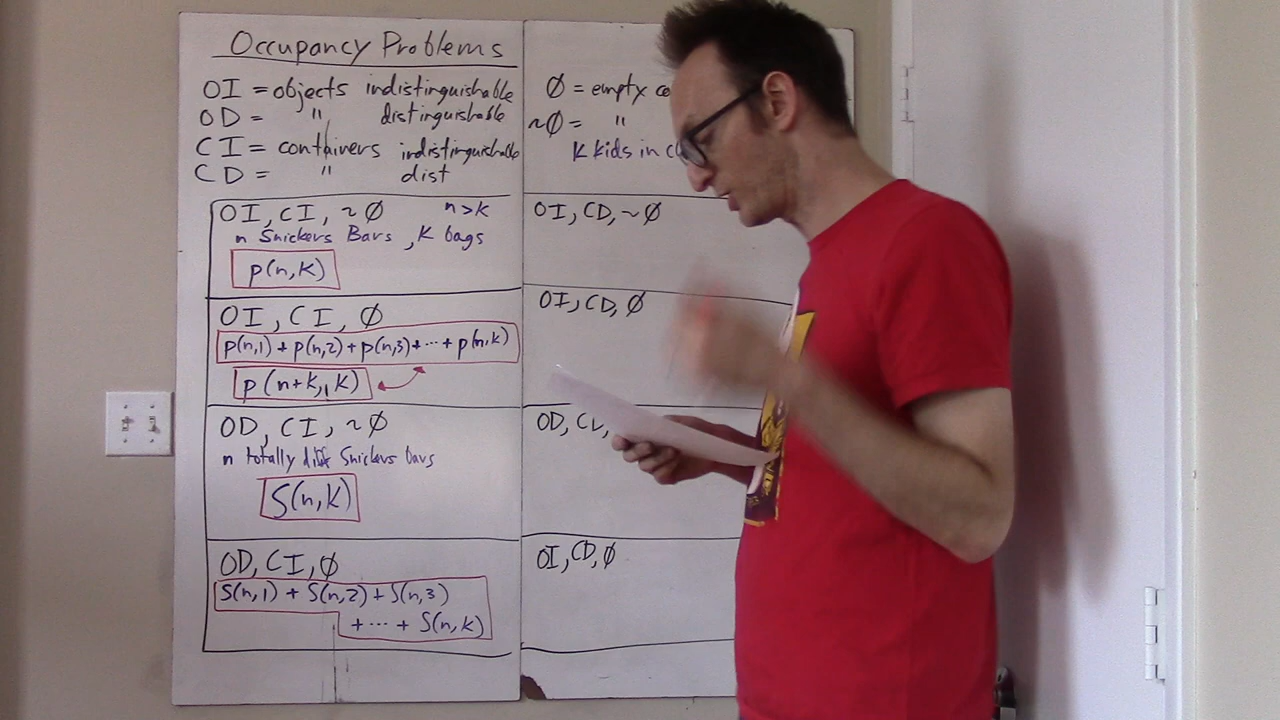 Occupancy Problems
OI = objects indistinguishable
OD = " distinguishable
CI = containers indistinguishable
CD = " dist
∅ = empty
~∅ = "
K kids in
OI, CI, ~∅ n>k
n Snickers Bars, K bags
p(n,k)
OI, CI, ∅
p(n,1) + p(n,2) + p(n,3) + ... + p(n,k)
p(n+k, k)
OD, CI, ~∅
n totally diff Snickers bars
S(n,k)
OD, CI, ∅
S(n,1) + S(n,2) + S(n,3)
+ ... + S(n,k)
OI, CD, ~∅
OI, CD, ∅
OD, CD,
OI, CD, ∅